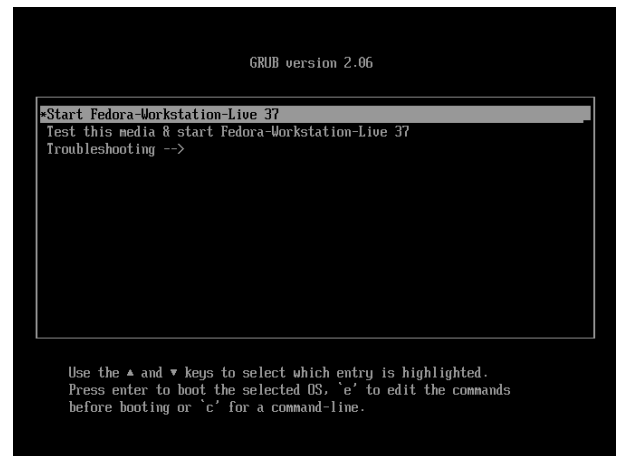 GRUB version 2.06
*Start Fedora-Workstation-Live 37
Test this media & start Fedora-Workstation-Live 37
Troubleshooting -->
Use the ▲ and ▼ keys to select which entry is highlighted.
Press enter to boot the selected OS, `e' to edit the commands
before booting or `c' for a command-line.